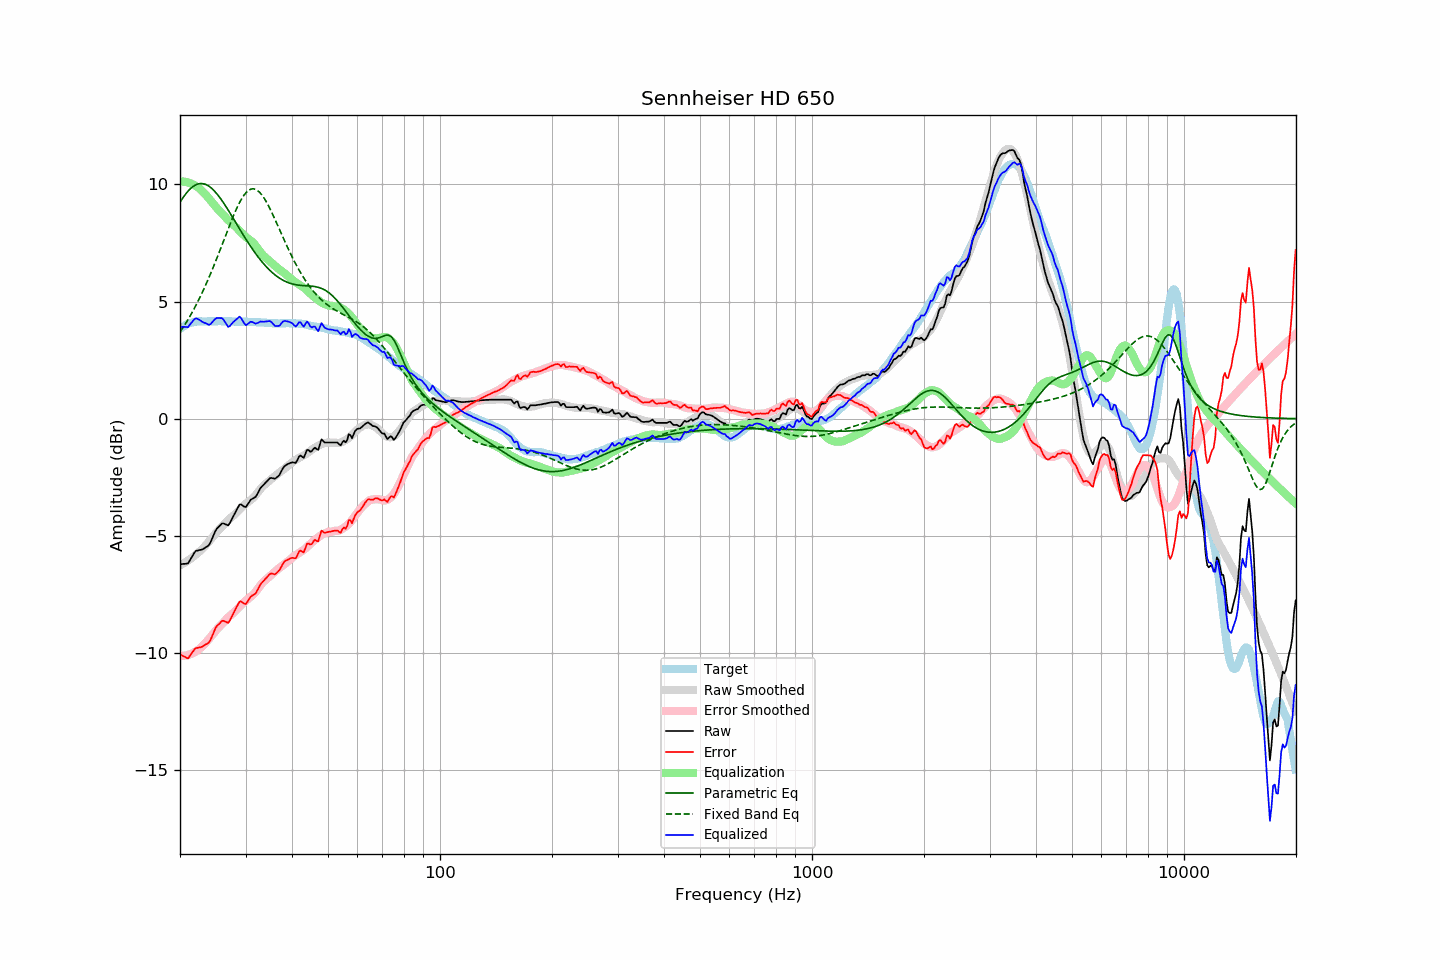 Sennheiser HD 650
Amplitude (dBr)
10
5
0
−5
−10
−15
Target
Raw Smoothed
Error Smoothed
Raw
Error
Equalization
Parametric Eq
Fixed Band Eq
Equalized
100
1000
10000
Frequency (Hz)